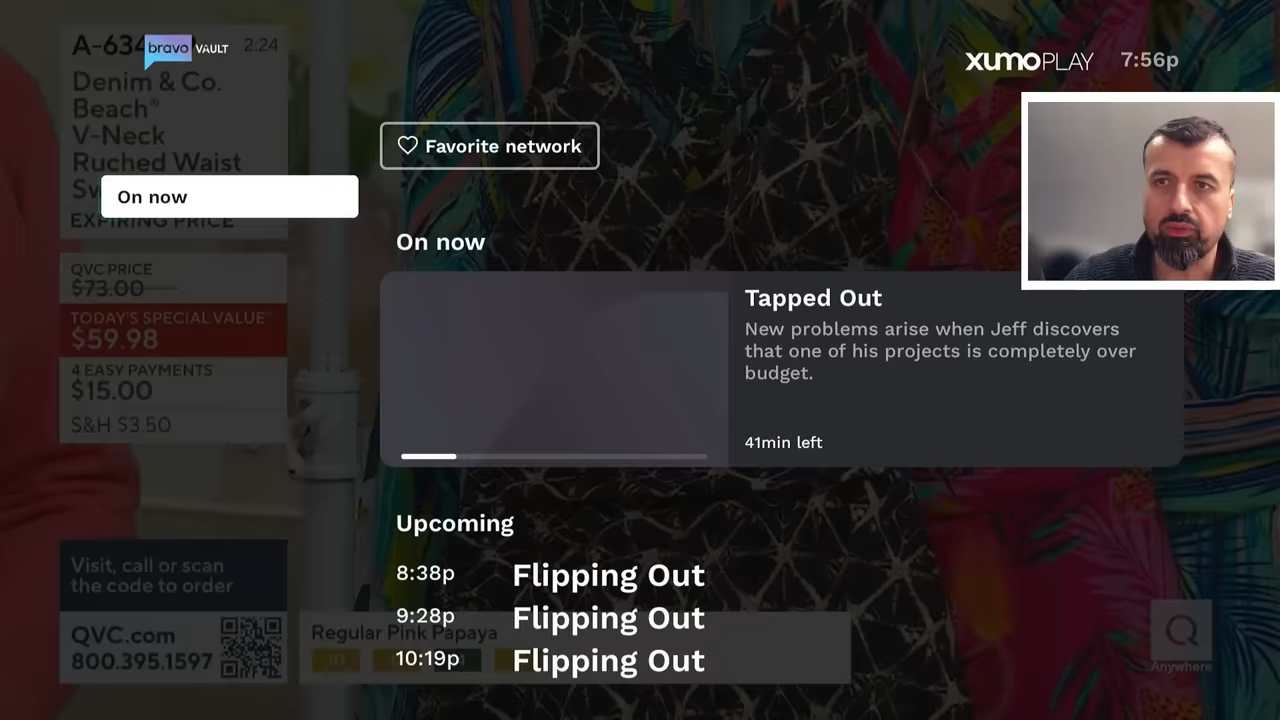 A-634
2:24
bravo VAULT
xumo PLAY
7:56p
Denim & Co.
Beach®
V-Neck
Ruched Waist
Sw
EXPIRING PRICE
On now
Favorite network
On now
QVC PRICE
$73.00
TODAY'S SPECIAL VALUE®
$59.98
4 EASY PAYMENTS
$15.00
S&H $3.50
Tapped Out
New problems arise when Jeff discovers
that one of his projects is completely over
budget.
41min left
Upcoming
8:38p Flipping Out
9:28p Flipping Out
10:19p Flipping Out
Visit, call or scan
the code to order
QVC.com
800.395.1597
Regular Pink Papaya
Q
Anywhere